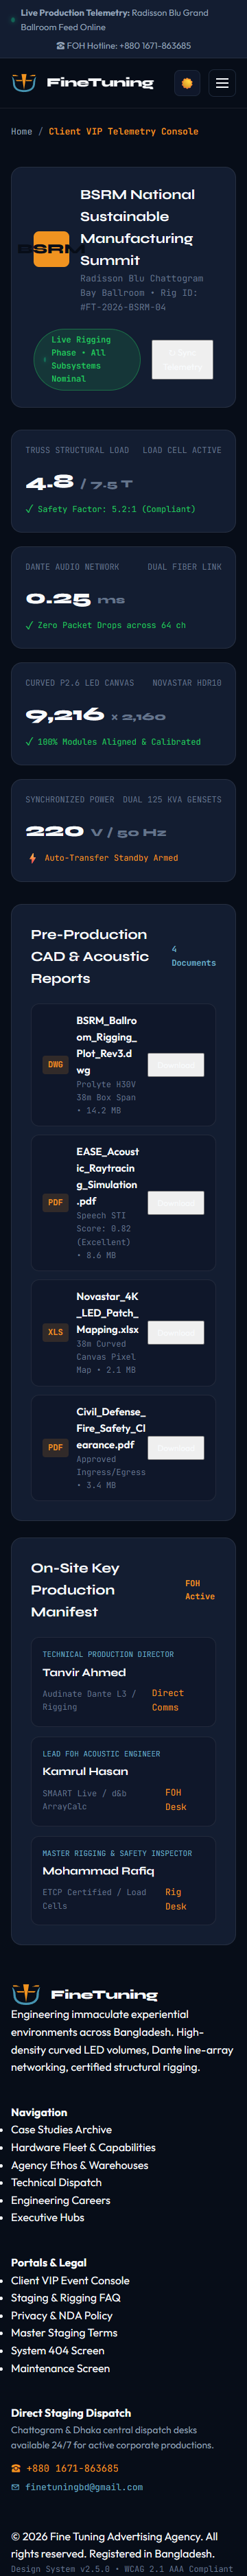 Live Production Telemetry: Radisson Blu Grand
Ballroom Feed Online
☎ FOH Hotline: +880 1671-863685
FineTuning
Home / Client VIP Telemetry Console
BSRM
BSRM National
Sustainable
Manufacturing
Summit
Radisson Blu Chattogram
Bay Ballroom • Rig ID:
#FT-2026-BSRM-04
Live Rigging
Phase • All
Subsystems
Nominal
TRUSS STRUCTURAL LOAD LOAD CELL ACTIVE
4.8 / 7.5 T
✓ Safety Factor: 5.2:1 (Compliant)
DANTE AUDIO NETWORK DUAL FIBER LINK
0.25 ms
✓ Zero Packet Drops across 64 ch
CURVED P2.6 LED CANVAS NOVASTAR HDR10
9,216 × 2,160
✓ 100% Modules Aligned & Calibrated
SYNCHRONIZED POWER DUAL 125 KVA GENSETS
220 V / 50 Hz
Auto-Transfer Standby Armed
Pre-Production
CAD & Acoustic
Reports
4
Documents
DWG
BSRM_Ballro
om_Rigging_
Plot_Rev3.d
wg
Prolyte H30V
38m Box Span
• 14.2 MB
PDF
EASE_Acoust
ic_Raytracin
g_Simulation
.pdf
Speech STI
Score: 0.82
(Excellent)
• 8.6 MB
XLS
Novastar_4K
_LED_Patch_
Mapping.xlsx
38m Curved
Canvas Pixel
Map • 2.1 MB
PDF
Civil_Defense_
Fire_Safety_Cl
earance.pdf
Approved
Ingress/Egress
• 3.4 MB
On-Site Key
Production
Manifest
FOH
Active
TECHNICAL PRODUCTION DIRECTOR
Tanvir Ahmed
Audinate Dante L3 /
Rigging
Direct
Comms
LEAD FOH ACOUSTIC ENGINEER
Kamrul Hasan
SMAART Live / d&b
ArrayCalc
FOH
Desk
MASTER RIGGING & SAFETY INSPECTOR
Mohammad Rafiq
ETCP Certified / Load
Cells
Rig
Desk
FineTuning
Engineering immaculate experiential
environments across Bangladesh. High-
density curved LED volumes, Dante line-array
networking, certified structural rigging.
Navigation
• Case Studies Archive
• Hardware Fleet & Capabilities
• Agency Ethos & Warehouses
• Technical Dispatch
• Engineering Careers
• Executive Hubs
Portals & Legal
• Client VIP Event Console
• Staging & Rigging FAQ
• Privacy & NDA Policy
• Master Staging Terms
• System 404 Screen
• Maintenance Screen
Direct Staging Dispatch
Chattogram & Dhaka central dispatch desks
available 24/7 for active corporate productions.
☎ +880 1671-863685
✉ finetuningbd@gmail.com
© 2026 Fine Tuning Advertising Agency. All
rights reserved. Registered in Bangladesh.
Design System v2.5.0 • WCAG 2.1 AAA Compliant